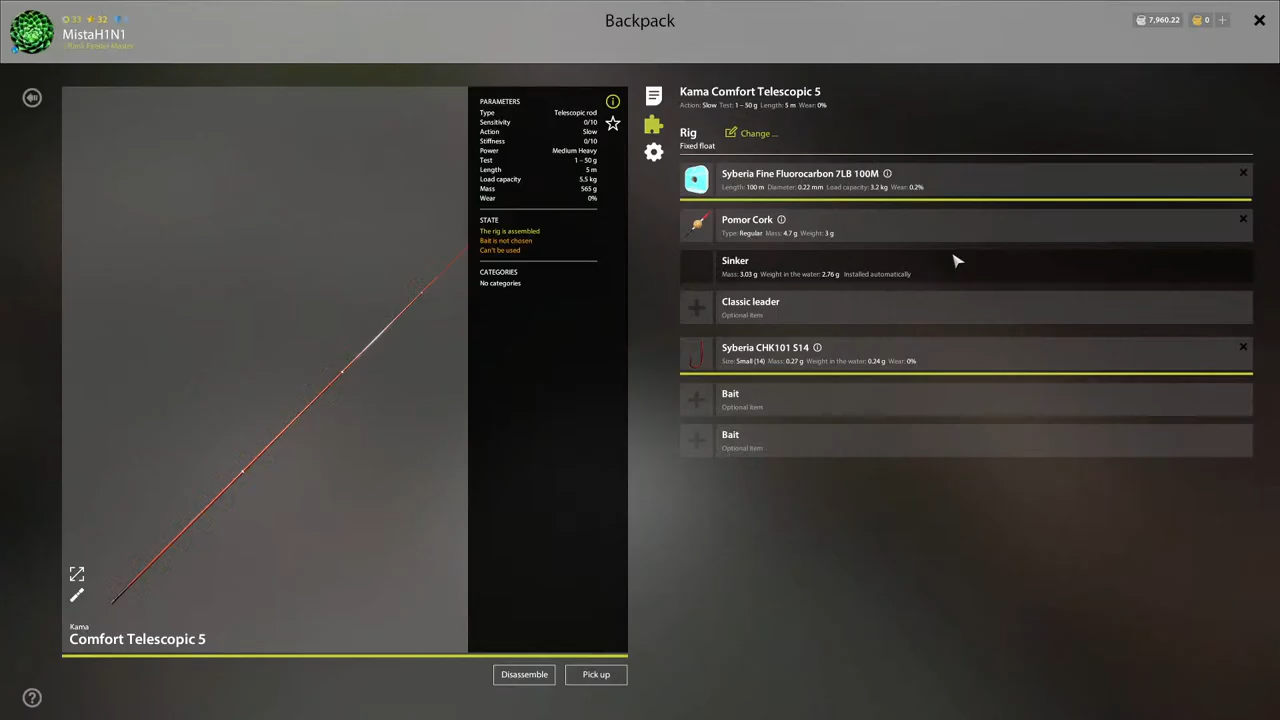 33 32
MistaH1N1
Backpack
7,960.22 0
PARAMETERS
Type Telescopic rod
Sensitivity 0/10
Action Slow
Stiffness 0/10
Power Medium Heavy
Test 1 – 50 g
Length 5 m
Load capacity 5.5 kg
Mass 565 g
Wear 0%
STATE
The rig is assembled
Bait is not chosen
Can't be used
CATEGORIES
No categories
Kama
Comfort Telescopic 5
Disassemble
Pick up
Kama Comfort Telescopic 5
Action: Slow Test: 1 – 50 g Length: 5 m Wear: 0%
Rig
Change ...
Fixed float
Syberia Fine Fluorocarbon 7LB 100M
Length: 100 m Diameter: 0.22 mm Load capacity: 3.2 kg Wear: 0.2%
Pomor Cork
Type: Regular Mass: 4.7 g Weight: 3 g
Sinker
Mass: 3.03 g Weight in the water: 2.76 g Installed automatically
Classic leader
Optional item
Syberia CHK101 S14
Size: Small (14) Mass: 0.27 g Weight in the water: 0.24 g Wear: 0%
Bait
Optional item
Bait
Optional item